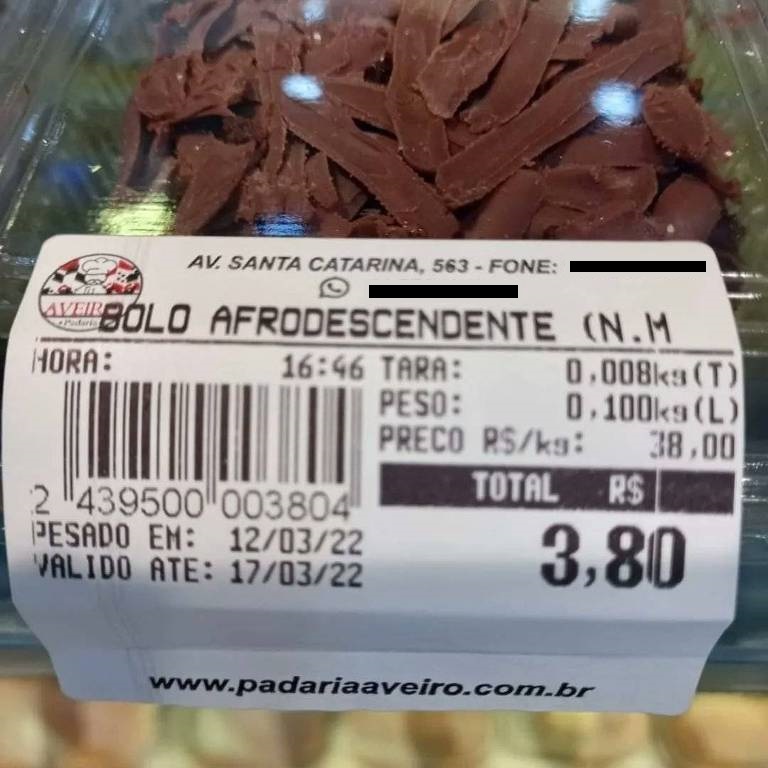 AV. SANTA CATARINA, 563 - FONE:
AVEIRO
Padaria
BOLO AFRODESCENDENTE (N.M
HORA: 16:46
TARA: 0,008kg(T)
PESO: 0,100kg(L)
PRECO R$/kg: 38,00
TOTAL R$
3,80
2 439500 003804
PESADO EM: 12/03/22
VALIDO ATE: 17/03/22
www.padariaaveiro.com.br